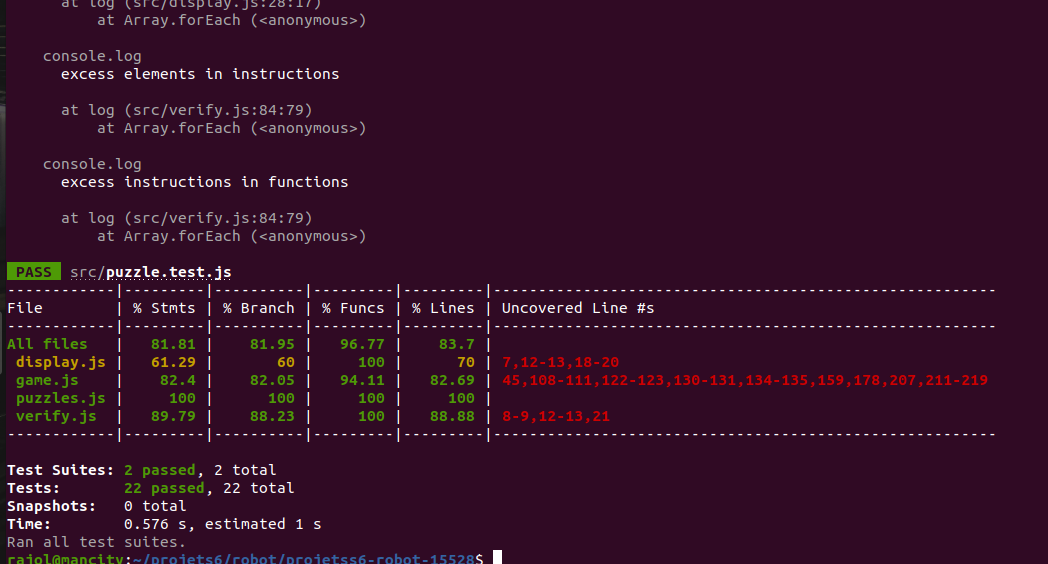 at log (src/display.js:28:17)
at Array.forEach (<anonymous>)
console.log
excess elements in instructions
at log (src/verify.js:84:79)
at Array.forEach (<anonymous>)
console.log
excess instructions in functions
at log (src/verify.js:84:79)
at Array.forEach (<anonymous>)
PASS src/puzzle.test.js
------------|---------|----------|---------|---------|-------------------------------------------------------
File        | % Stmts | % Branch | % Funcs | % Lines | Uncovered Line #s
------------|---------|----------|---------|---------|-------------------------------------------------------
All files   |   81.81 |    81.95 |   96.77 |    83.7 |
 display.js |   61.29 |       60 |     100 |      70 | 7,12-13,18-20
 game.js    |    82.4 |    82.05 |   94.11 |   82.69 | 45,108-111,122-123,130-131,134-135,159,178,207,211-219
 puzzles.js |     100 |      100 |     100 |     100 |
 verify.js  |   89.79 |    88.23 |     100 |   88.88 | 8-9,12-13,21
------------|---------|----------|---------|---------|-------------------------------------------------------
Test Suites: 2 passed, 2 total
Tests:       22 passed, 22 total
Snapshots:   0 total
Time:        0.576 s, estimated 1 s
Ran all test suites.
rajol@mancity:~/projets6/robot/projetss6-robot-15528$